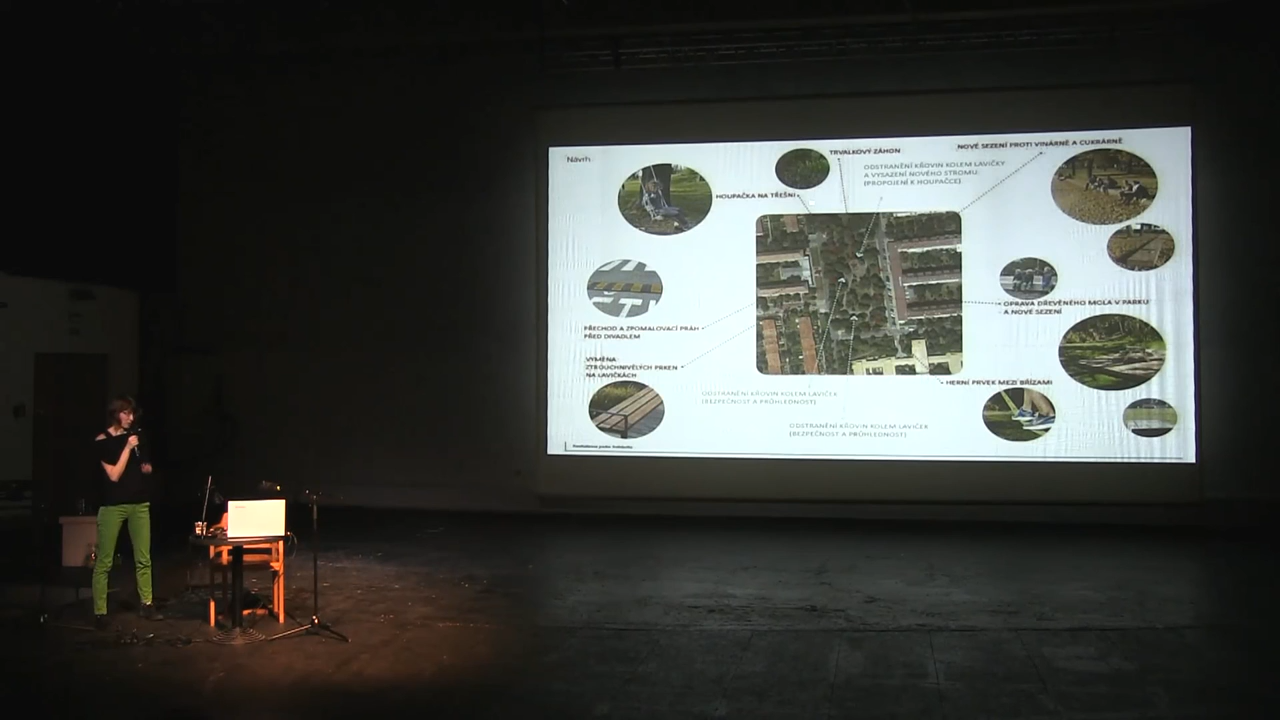 Návrh
TRVALKOVÝ ZÁHON
NOVÉ SEZENÍ PROTI VINÁRNĚ A CUKRÁRNĚ
ODSTRANĚNÍ KŘOVIN KOLEM LAVIČKY
A VYSAZENÍ NOVÉHO STROMU
(PROPOJENÍ K HOUPAČCE)
HOUPAČKA NA TŘEŠNI
OPRAVA DŘEVĚNÉHO MOLA V PARKU
A NOVÉ SEZENÍ
PŘECHOD A ZPOMALOVACÍ PRÁH
PŘED DIVADLEM
VÝMĚNA
ZTROUCHNIVĚLÝCH PRKEN
NA LAVIČKÁCH
HERNÍ PRVEK MEZI BŘÍZAMI
ODSTRANĚNÍ KŘOVIN KOLEM LAVIČEK
(BEZPEČNOST A PRŮHLEDNOST)
ODSTRANĚNÍ KŘOVIN KOLEM LAVIČEK
(BEZPEČNOST A PRŮHLEDNOST)